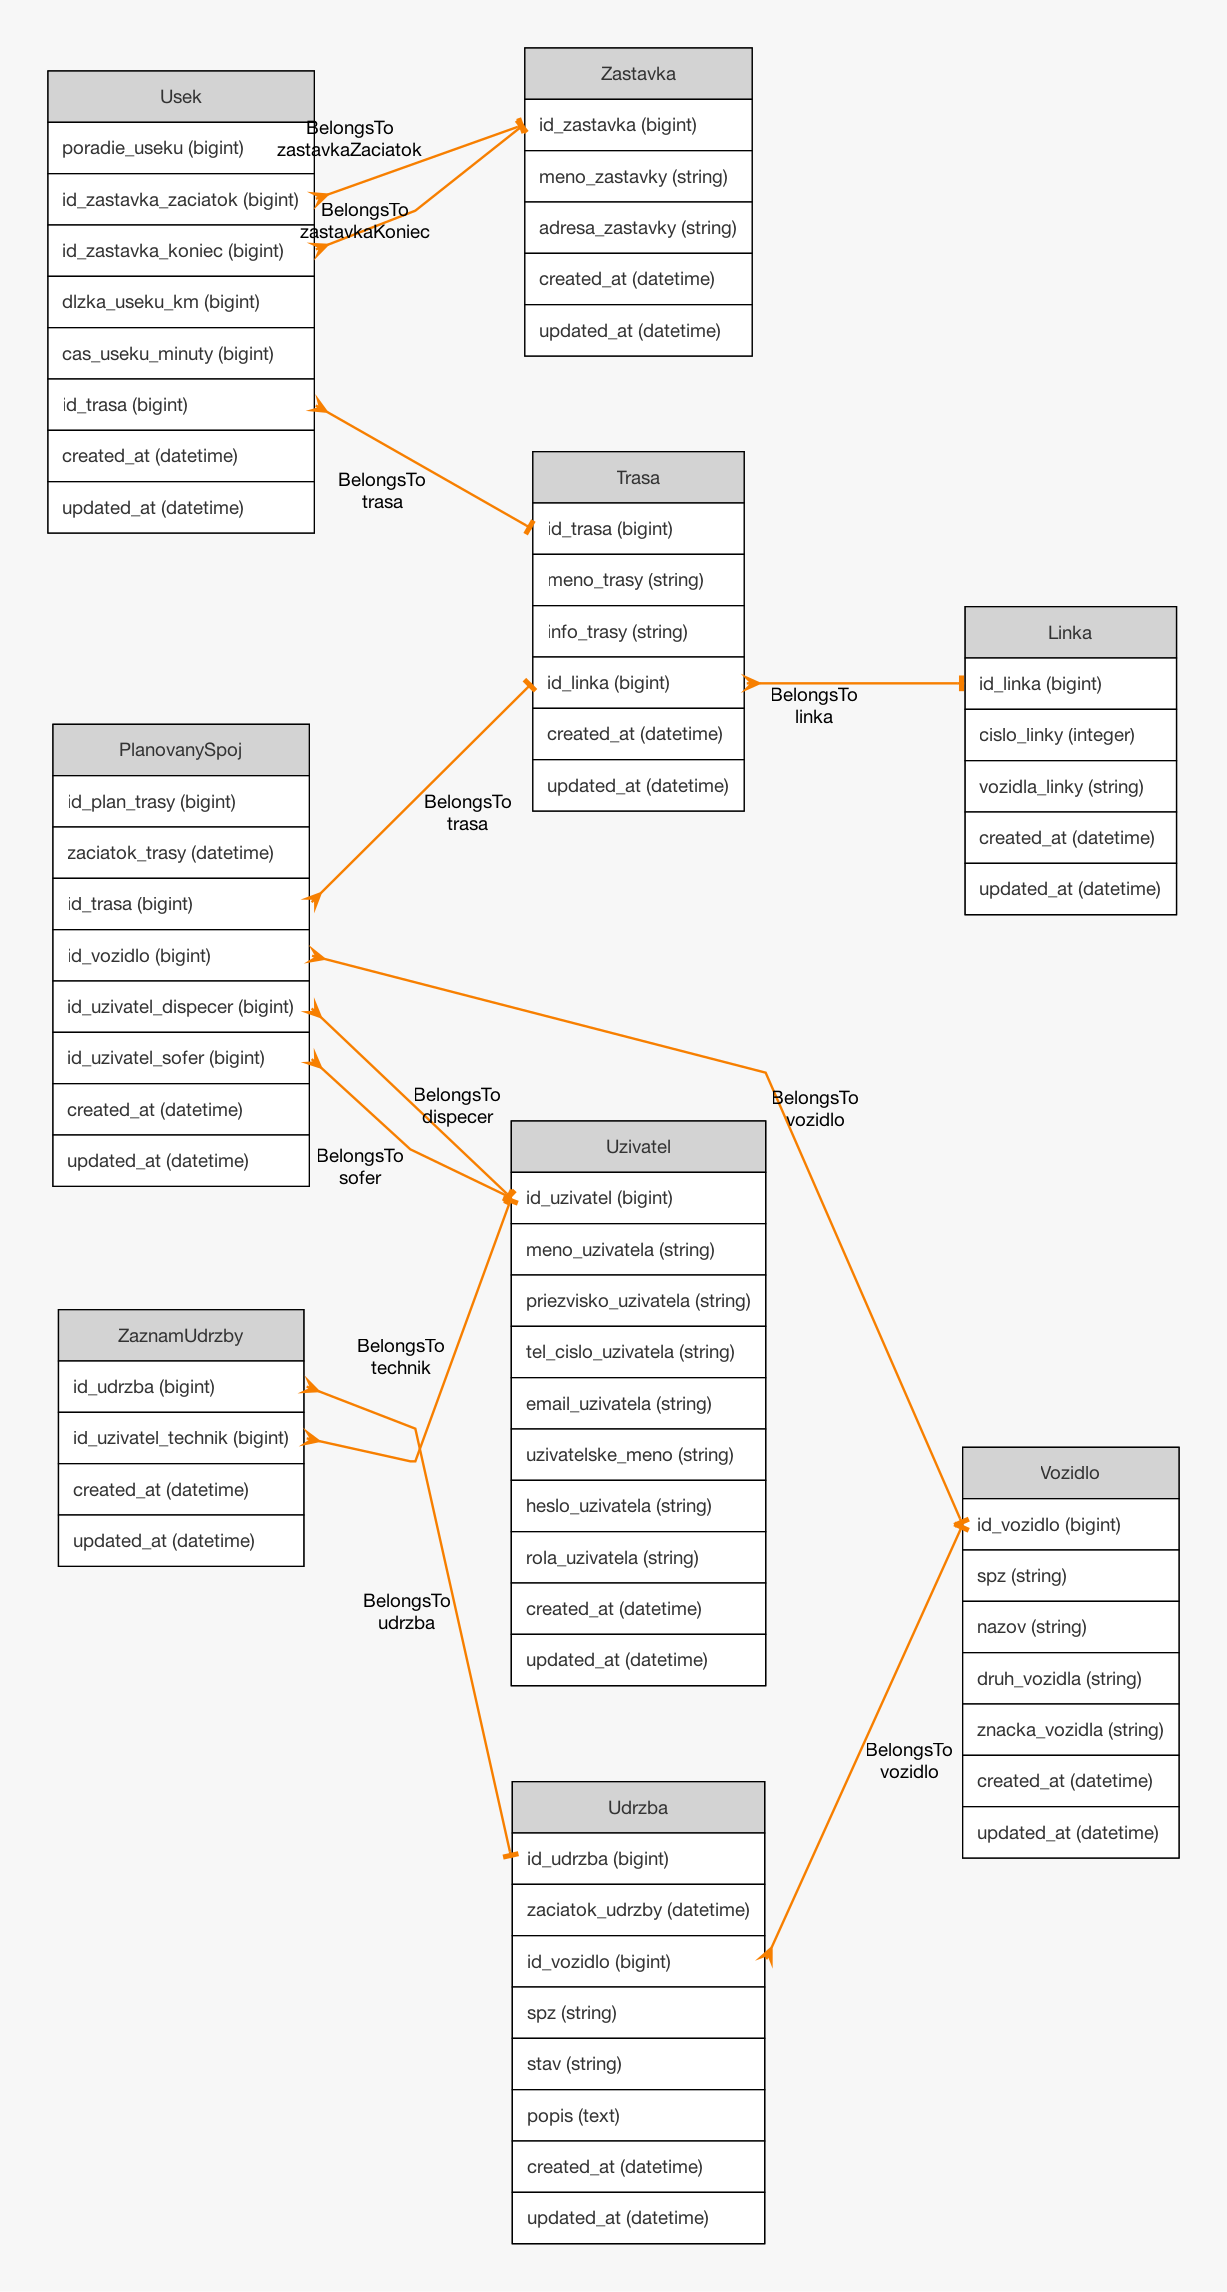 Usek
poradie_useku (bigint)
id_zastavka_zaciatok (bigint)
id_zastavka_koniec (bigint)
dlzka_useku_km (bigint)
cas_useku_minuty (bigint)
id_trasa (bigint)
created_at (datetime)
updated_at (datetime)
BelongsTo
zastavkaZaciatok
BelongsTo
zastavkaKoniec
Zastavka
id_zastavka (bigint)
meno_zastavky (string)
adresa_zastavky (string)
created_at (datetime)
updated_at (datetime)
BelongsTo
trasa
Trasa
id_trasa (bigint)
meno_trasy (string)
info_trasy (string)
id_linka (bigint)
created_at (datetime)
updated_at (datetime)
BelongsTo
linka
Linka
id_linka (bigint)
cislo_linky (integer)
vozidla_linky (string)
created_at (datetime)
updated_at (datetime)
PlanovanySpoj
id_plan_trasy (bigint)
zaciatok_trasy (datetime)
id_trasa (bigint)
id_vozidlo (bigint)
id_uzivatel_dispecer (bigint)
id_uzivatel_sofer (bigint)
created_at (datetime)
updated_at (datetime)
BelongsTo
trasa
BelongsTo
dispecer
BelongsTo
sofer
BelongsTo
vozidlo
Uzivatel
id_uzivatel (bigint)
meno_uzivatela (string)
priezvisko_uzivatela (string)
tel_cislo_uzivatela (string)
email_uzivatela (string)
uzivatelske_meno (string)
heslo_uzivatela (string)
rola_uzivatela (string)
created_at (datetime)
updated_at (datetime)
ZaznamUdrzby
id_udrzba (bigint)
id_uzivatel_technik (bigint)
created_at (datetime)
updated_at (datetime)
BelongsTo
technik
BelongsTo
udrzba
Vozidlo
id_vozidlo (bigint)
spz (string)
nazov (string)
druh_vozidla (string)
znacka_vozidla (string)
created_at (datetime)
updated_at (datetime)
BelongsTo
vozidlo
Udrzba
id_udrzba (bigint)
zaciatok_udrzby (datetime)
id_vozidlo (bigint)
spz (string)
stav (string)
popis (text)
created_at (datetime)
updated_at (datetime)